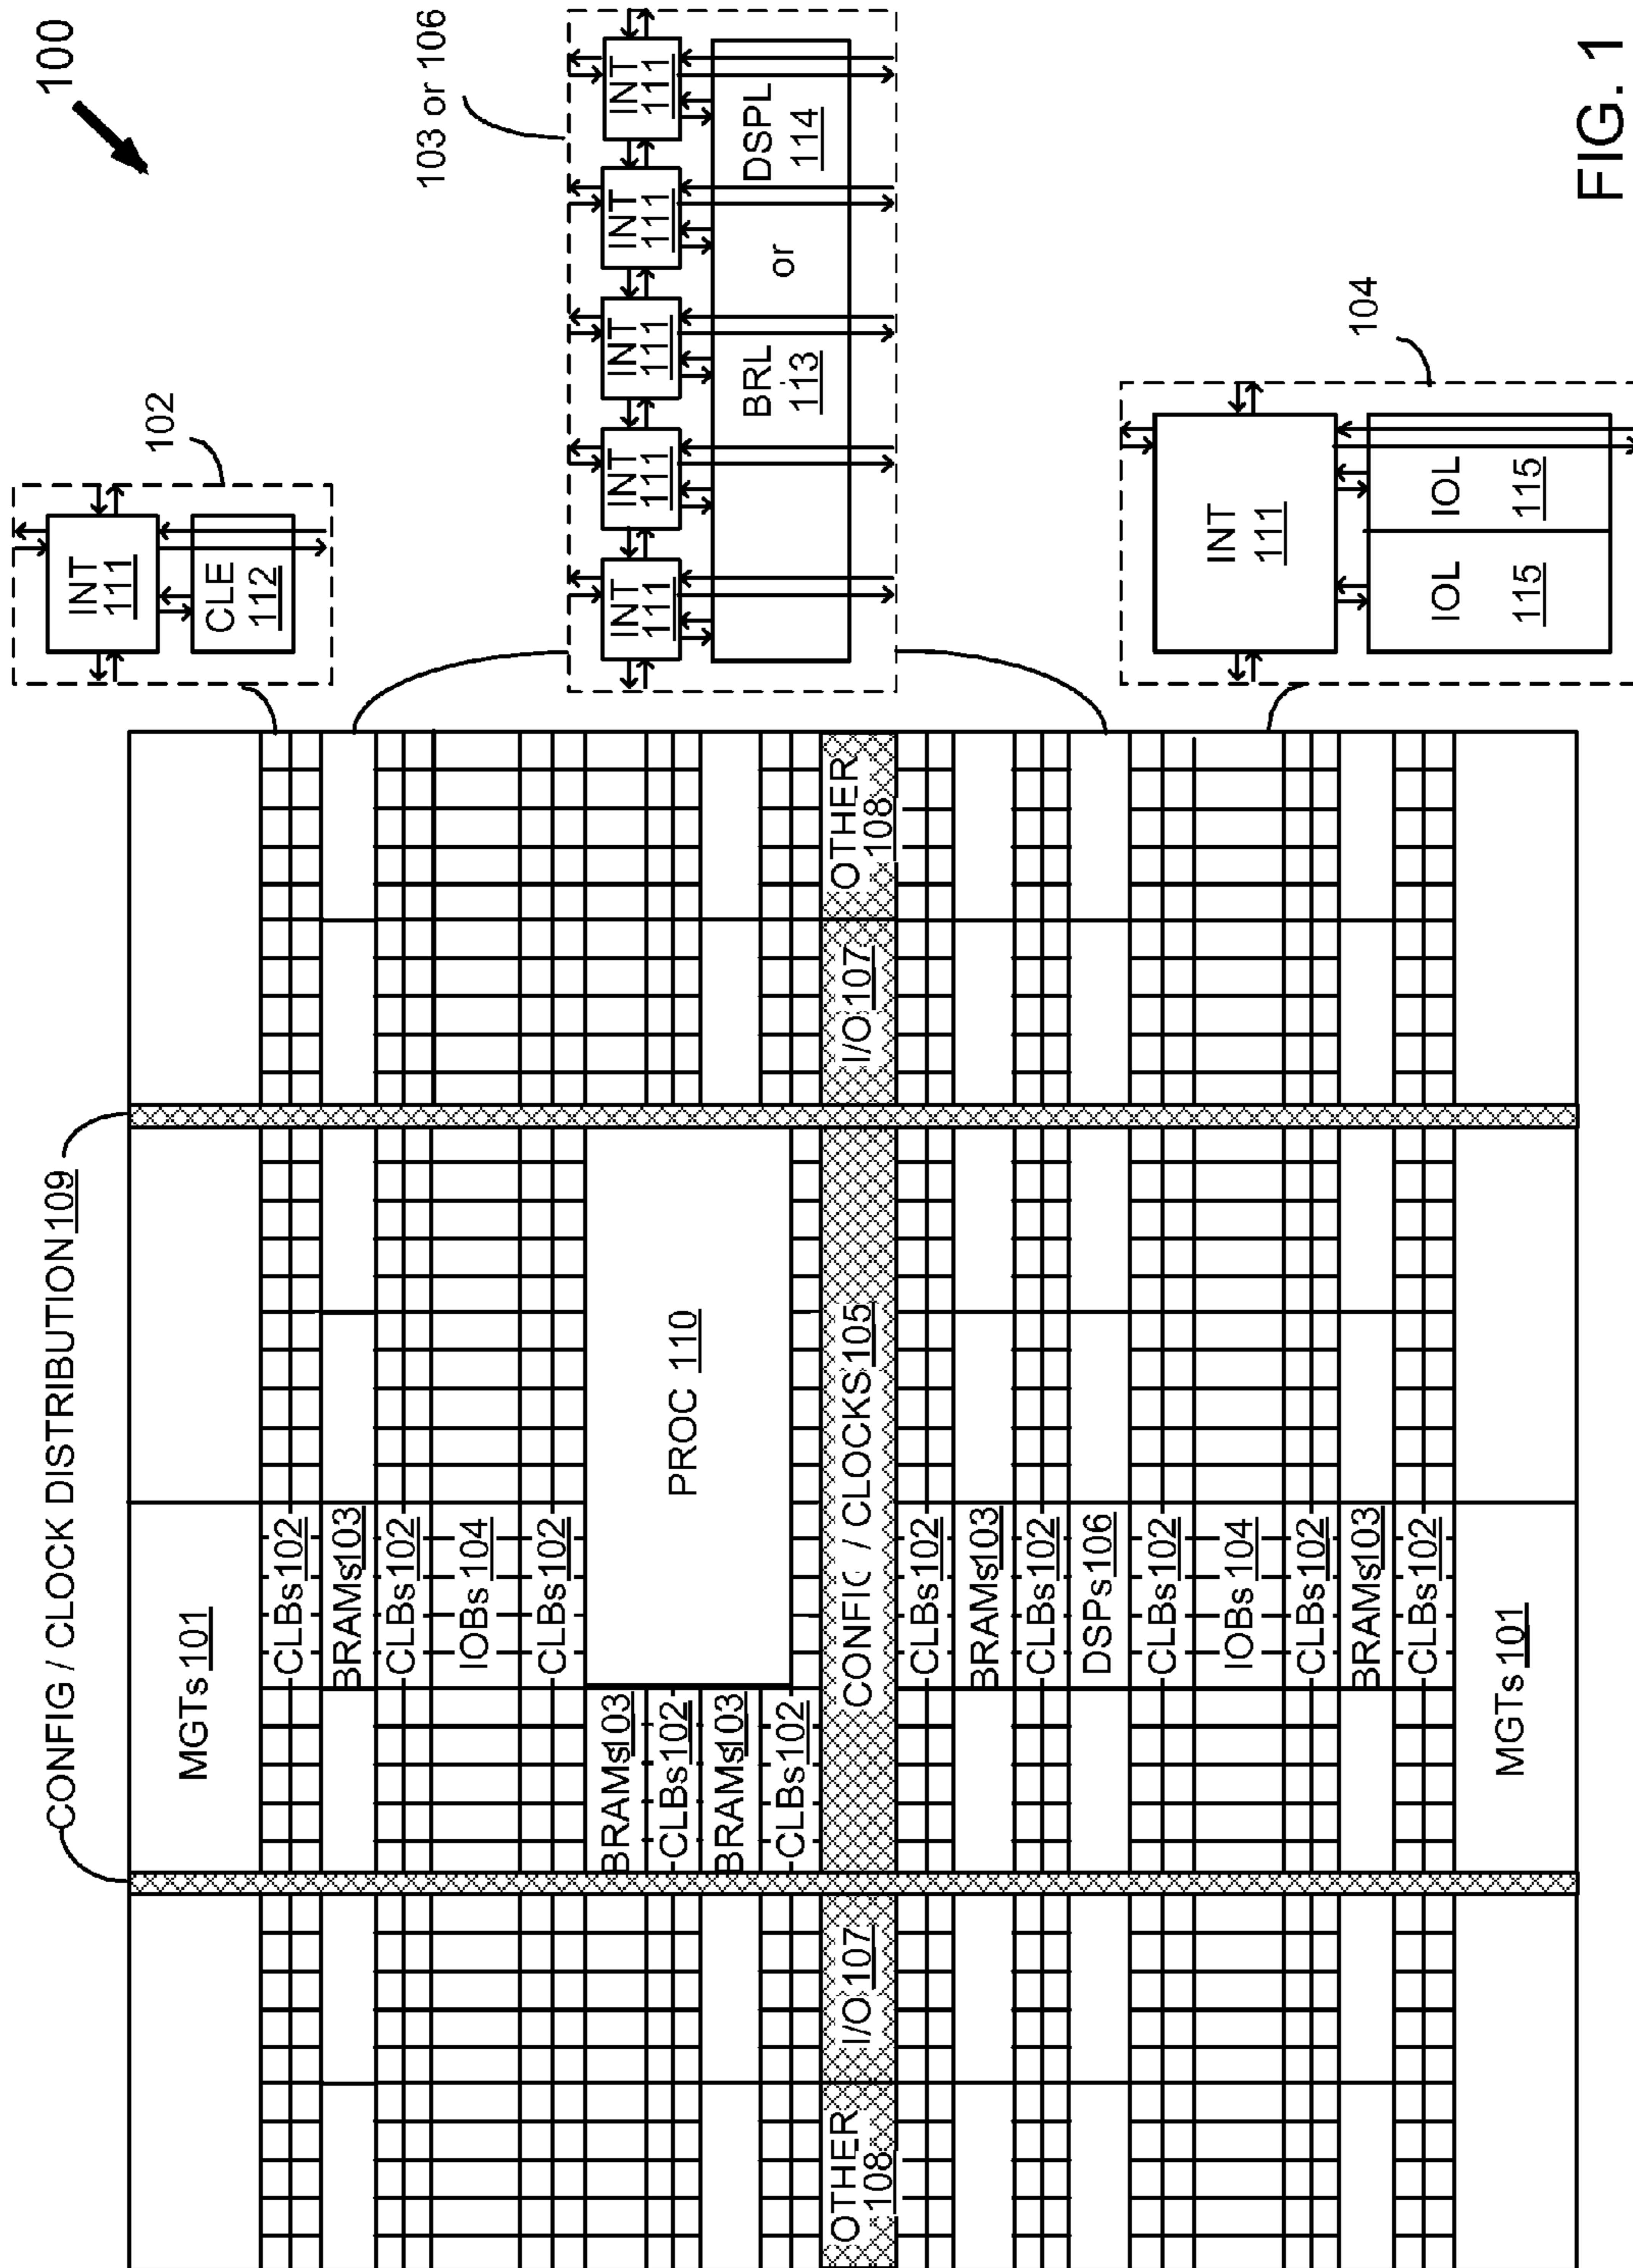 100
CONFIG / CLOCK DISTRIBUTION 109
MGTs 101
CLBs 102
BRAMs 103
CLBs 102
IOBs 104
CLBs 102
BRAMs 103
CLBs 102
BRAMs 103
CLBs 102
PROC 110
OTHER
108
I/O 107
CONFIG / CLOCKS 105
I/O 107
OTHER
108
CLBs 102
BRAMs 103
CLBs 102
DSPs 106
CLBs 102
IOBs 104
CLBs 102
BRAMs 103
CLBs 102
MGTs 101
102
INT
111
CLE
112
103 or 106
INT
111
INT
111
INT
111
INT
111
INT
111
BRL
113
or
DSPL
114
104
INT
111
IOL
115
IOL
115
FIG. 1